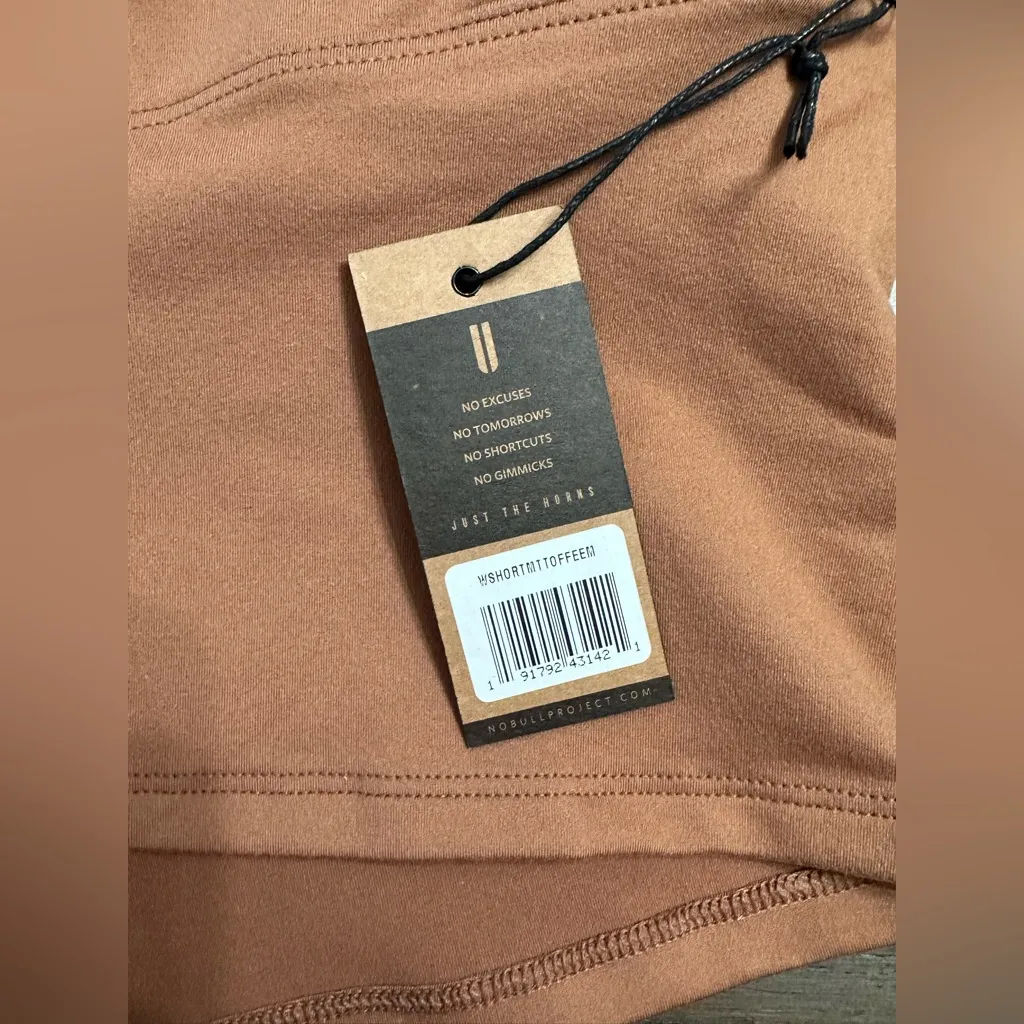 NO EXCUSES
NO TOMORROWS
NO SHORTCUTS
NO GIMMICKS
JUST THE HORNS
WSHORTMTTOFFEEM
1 91792 43142 1
NOBULLPROJECT.COM